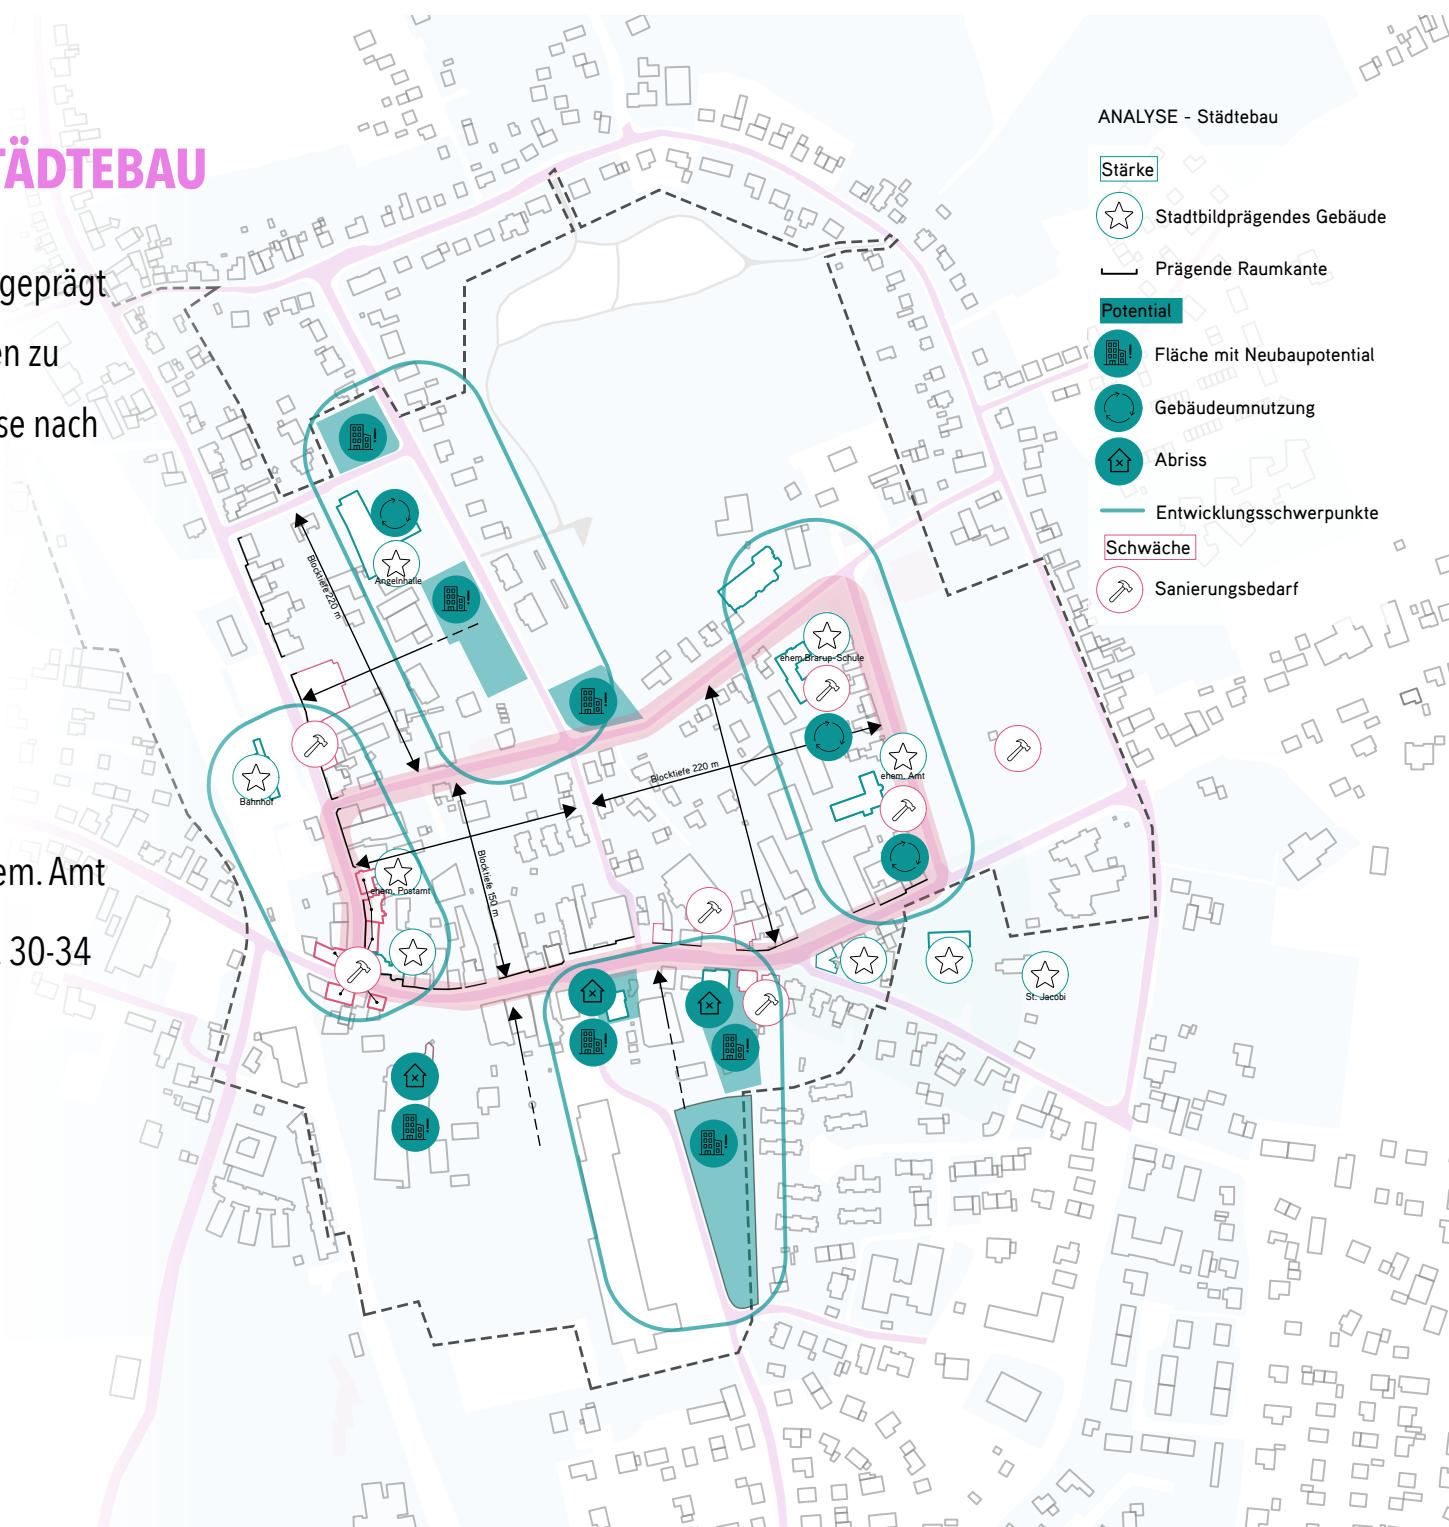 TÄDTEBAU
geprägt
en zu
se nach
em. Amt
30-34
ANALYSE - Städtebau
Stärke
Stadtbildprägendes Gebäude
Prägende Raumkante
Potential
Fläche mit Neubaupotential
Gebäudeumnutzung
Abriss
Entwicklungsschwerpunkte
Schwäche
Sanierungsbedarf
Angelnhalle
Blocktiefe 220 m
ehem.Brarup-Schule
ehem. Amt
Blocktiefe 220 m
Bahnhof
ehem. Postamt
Blocktiefe 150 m
St. Jacobi